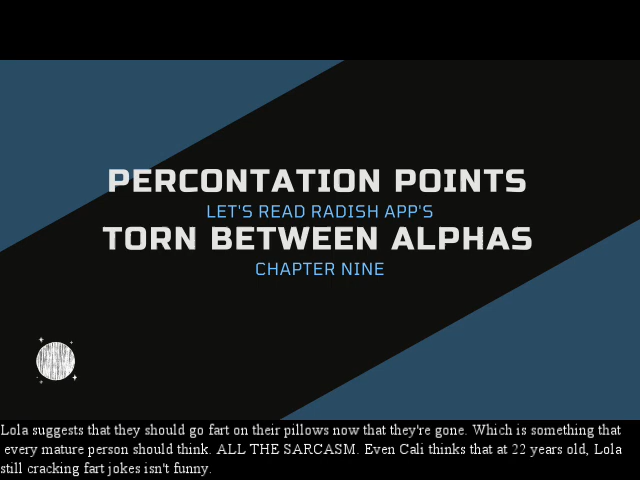 PERCONTATION POINTS
LET'S READ RADISH APP'S
TORN BETWEEN ALPHAS
CHAPTER NINE
Lola suggests that they should go fart on their pillows now that they're gone. Which is something that
every mature person should think. ALL THE SARCASM. Even Cali thinks that at 22 years old, Lola
still cracking fart jokes isn't funny.